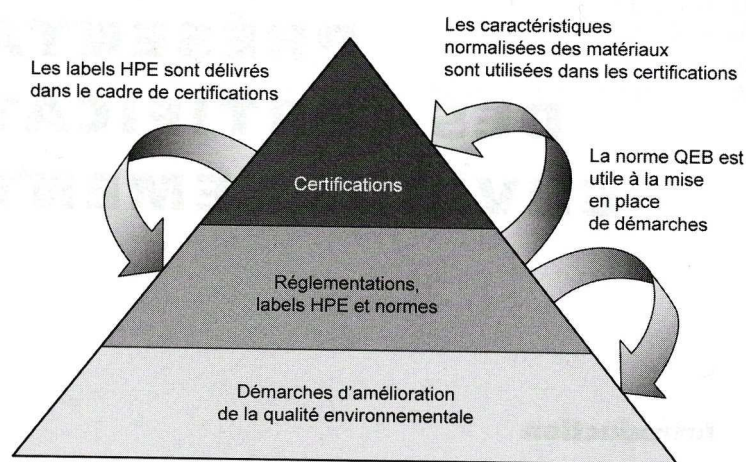 Les labels HPE sont délivrés
dans le cadre de certifications
Les caractéristiques
normalisées des matériaux
sont utilisées dans les certifications
La norme QEB est
utile à la mise
en place
de démarches
Certifications
Réglementations,
labels HPE et normes
Démarches d'amélioration
de la qualité environnementale